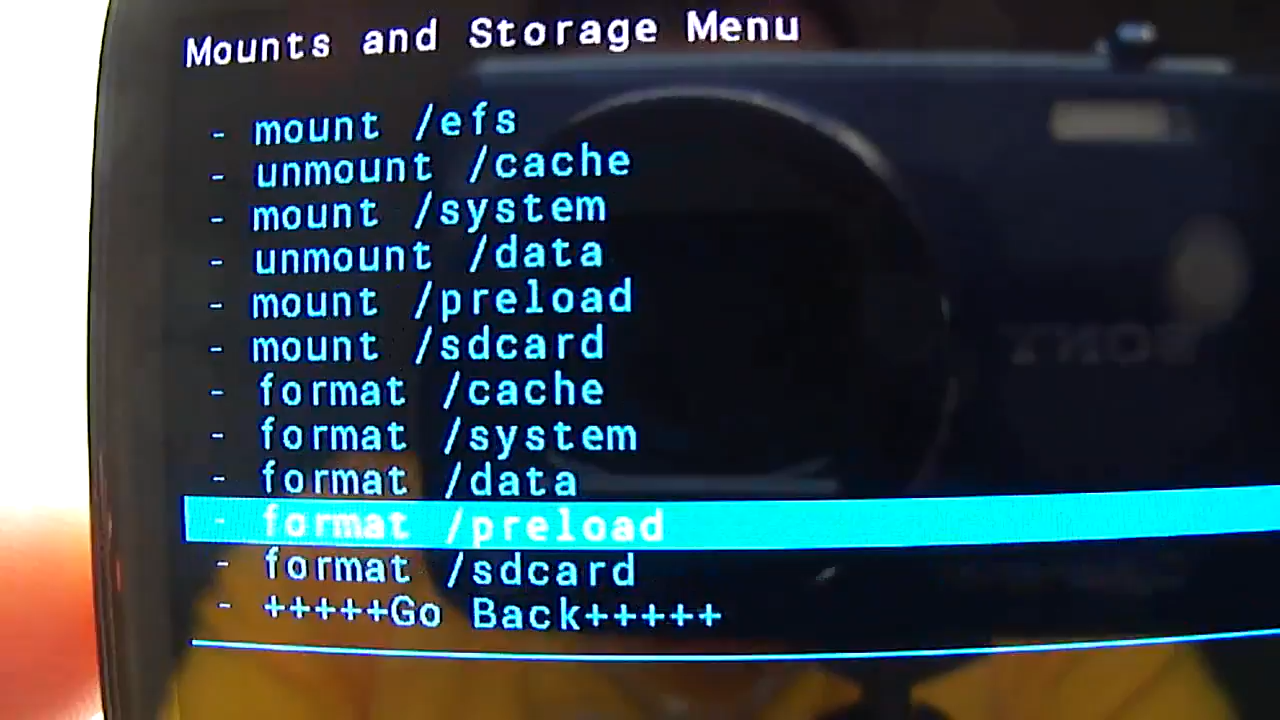 Mounts and Storage Menu
- mount /efs
- unmount /cache
- mount /system
- unmount /data
- mount /preload
- mount /sdcard
- format /cache
- format /system
- format /data
- format /preload
- format /sdcard
- +++++Go Back+++++
SONY